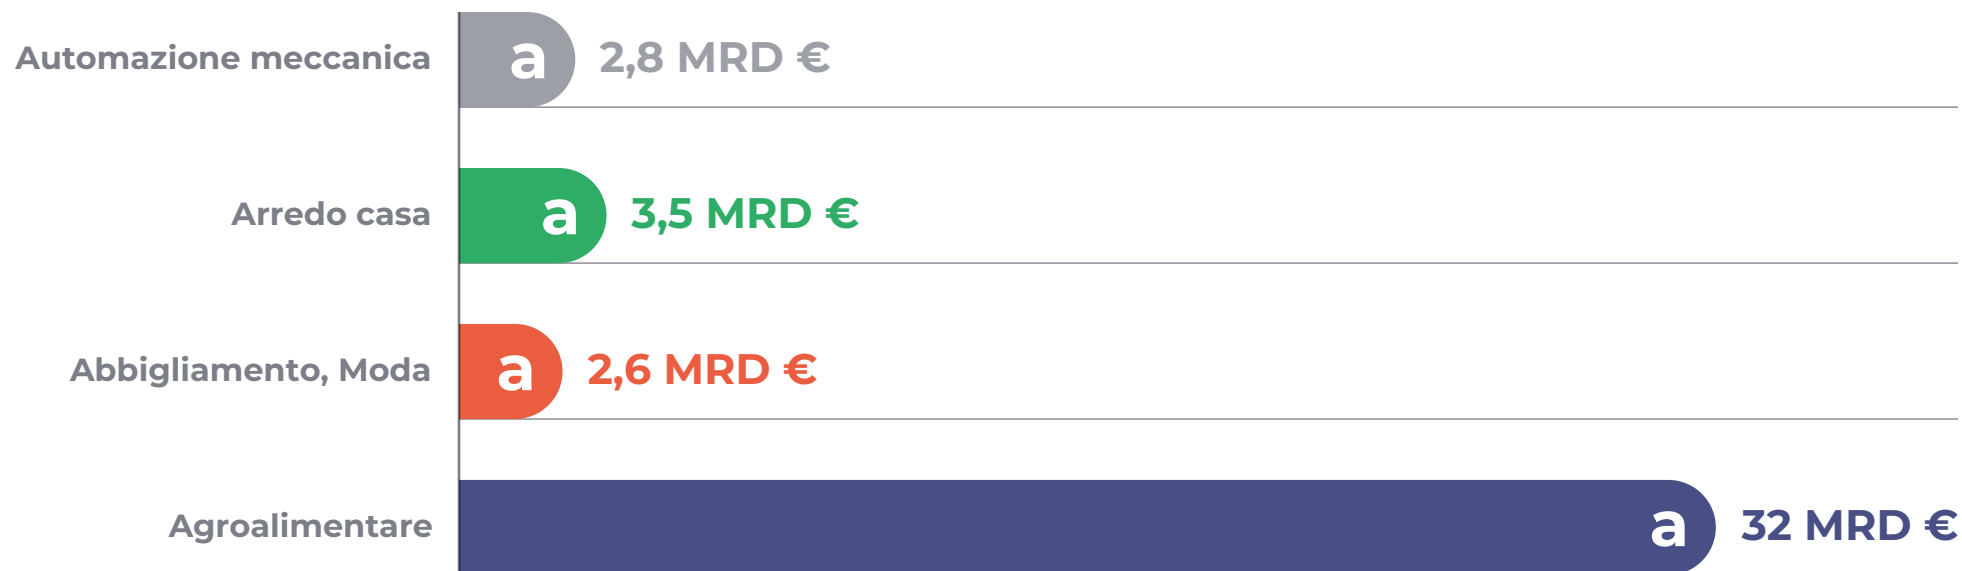 Automazione meccanica a 2,8 MRD €
Arredo casa a 3,5 MRD €
Abbigliamento, Moda a 2,6 MRD €
Agroalimentare a 32 MRD €